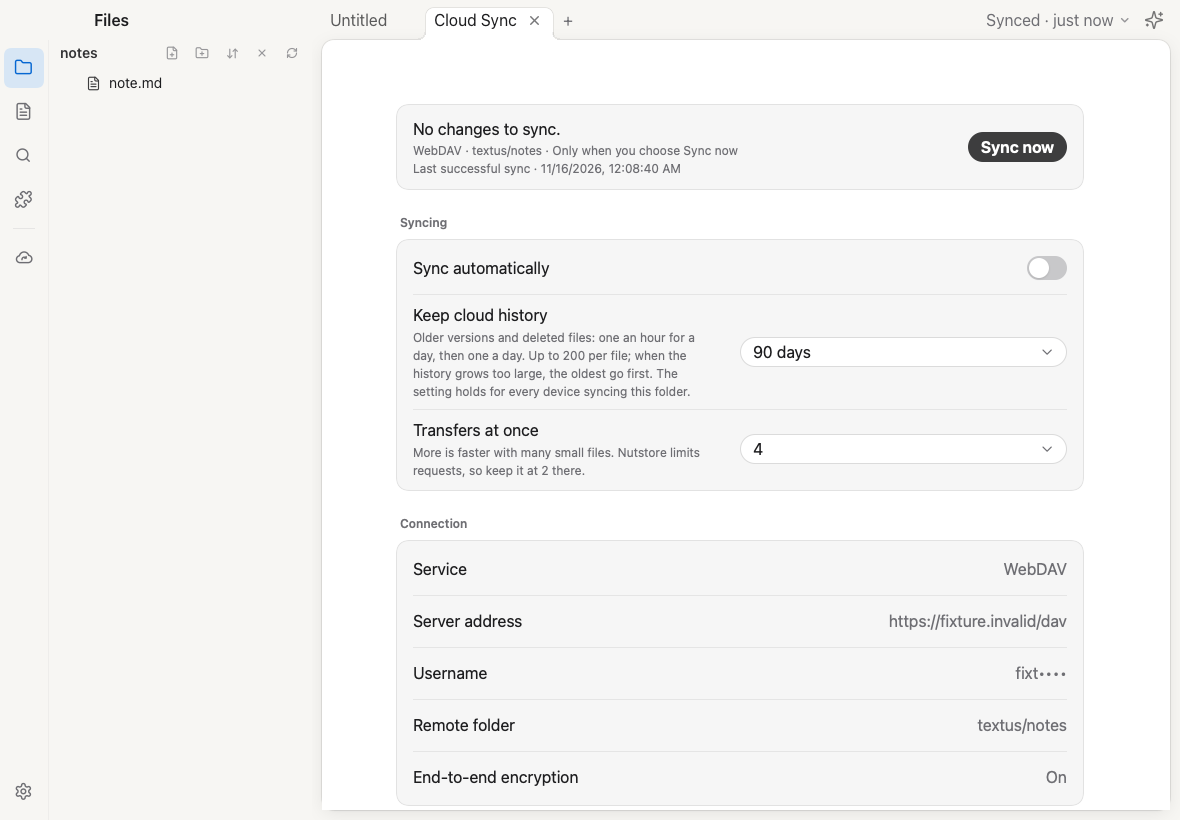 Files
Untitled
Cloud Sync
Synced · just now
notes
note.md
No changes to sync.
WebDAV · textus/notes · Only when you choose Sync now
Last successful sync · 11/16/2026, 12:08:40 AM
Sync now
Syncing
Sync automatically
Keep cloud history
Older versions and deleted files: one an hour for a
day, then one a day. Up to 200 per file; when the
history grows too large, the oldest go first. The
setting holds for every device syncing this folder.
90 days
Transfers at once
More is faster with many small files. Nutstore limits
requests, so keep it at 2 there.
4
Connection
Service
WebDAV
Server address
https://fixture.invalid/dav
Username
fixt••••
Remote folder
textus/notes
End-to-end encryption
On